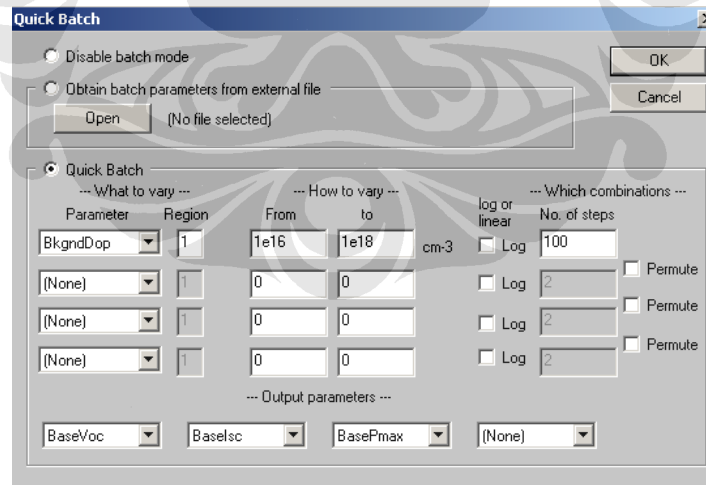 Quick Batch
Disable batch mode
OK
Obtain batch parameters from external file
Cancel
Open (No file selected)
Quick Batch
--- What to vary --- --- How to vary --- --- Which combinations ---
Parameter Region From to log or linear No. of steps
BkgndDop 1 1e16 1e18 cm-3 Log 100
Permute
(None) 1 0 0 Log 2
Permute
(None) 1 0 0 Log 2
Permute
(None) 1 0 0 Log 2
--- Output parameters ---
BaseVoc BaseIsc BasePmax (None)